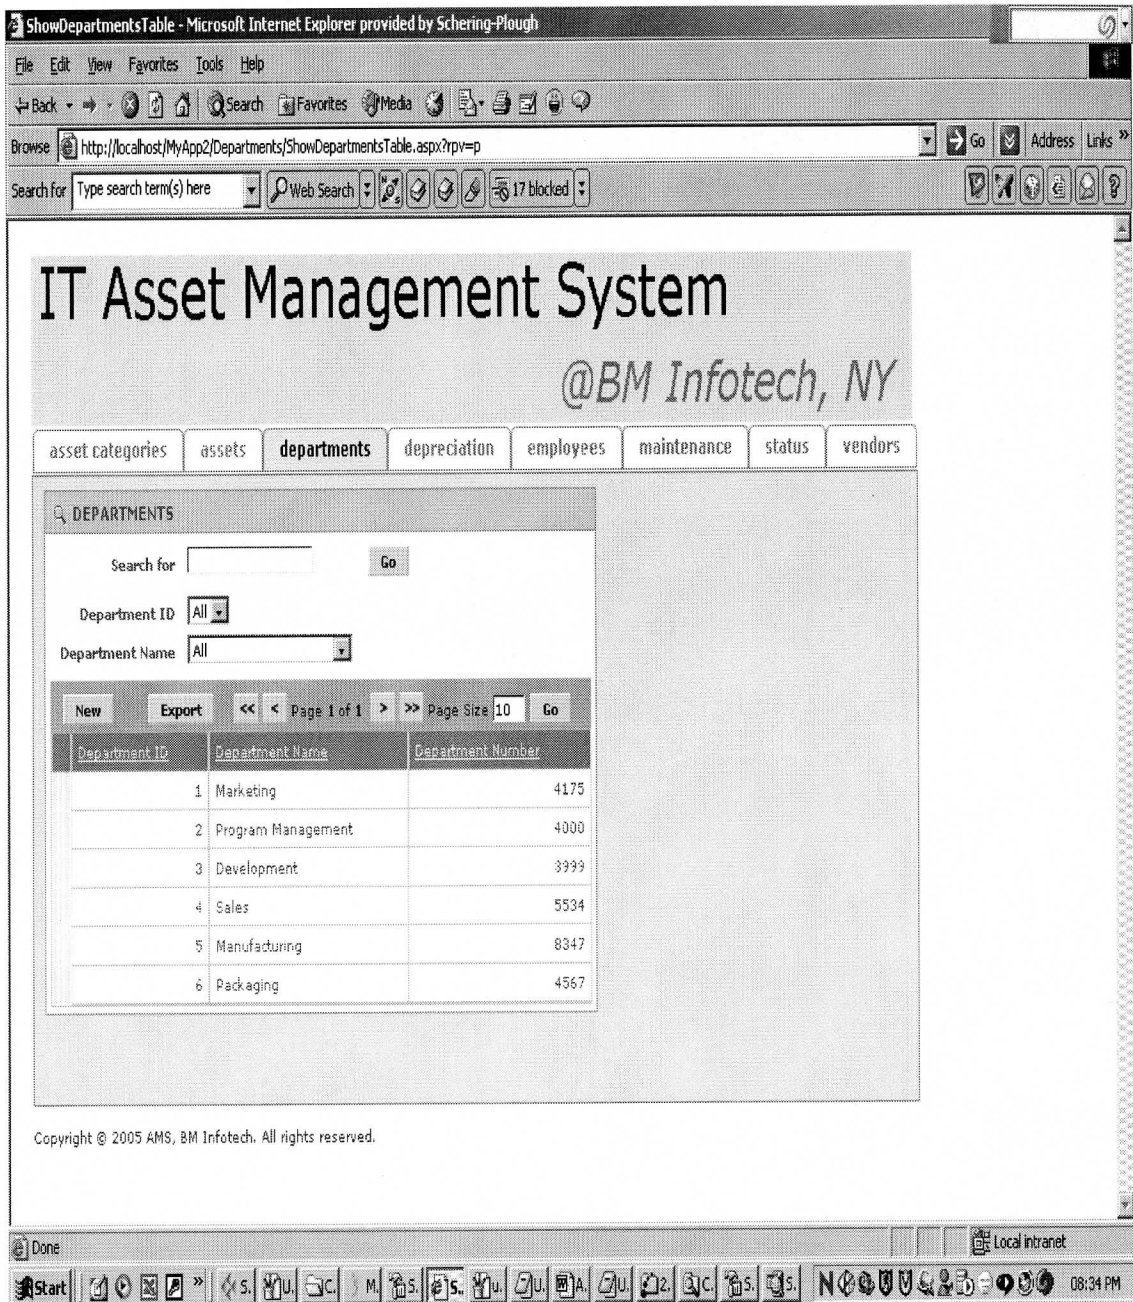 ShowDepartmentsTable - Microsoft Internet Explorer provided by Schering-Plough
File Edit View Favorites Tools Help
Back Search Favorites Media
Browse http://localhost/MyApp2/Departments/ShowDepartmentsTable.aspx?rpv=p Go Address Links »
Search for Type search term(s) here Web Search 17 blocked
IT Asset Management System
@BM Infotech, NY
asset categories assets departments depreciation employees maintenance status vendors
DEPARTMENTS
Search for Go
Department ID All
Department Name All
New Export << < Page 1 of 1 > >> Page Size 10 Go
Department ID Department Name Department Number
1 Marketing 4175
2 Program Management 4000
3 Development 3999
4 Sales 5534
5 Manufacturing 8347
6 Packaging 4567
Copyright © 2005 AMS, BM Infotech. All rights reserved.
Done Local intranet
Start » S. U. C. M. S. S.. u. U. A. U. 2. C. S. S. 08:34 PM